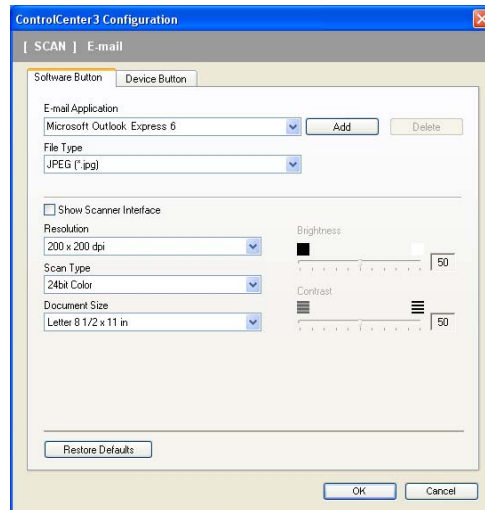 ControlCenter3 Configuration
[ SCAN ] E-mail
Software Button Device Button
E-mail Application
Microsoft Outlook Express 6 Add Delete
File Type
JPEG (*.jpg)
Show Scanner Interface
Resolution Brightness
200 x 200 dpi
50
Scan Type
24bit Color
Contrast
Document Size
Letter 8 1/2 x 11 in 50
Restore Defaults
OK Cancel